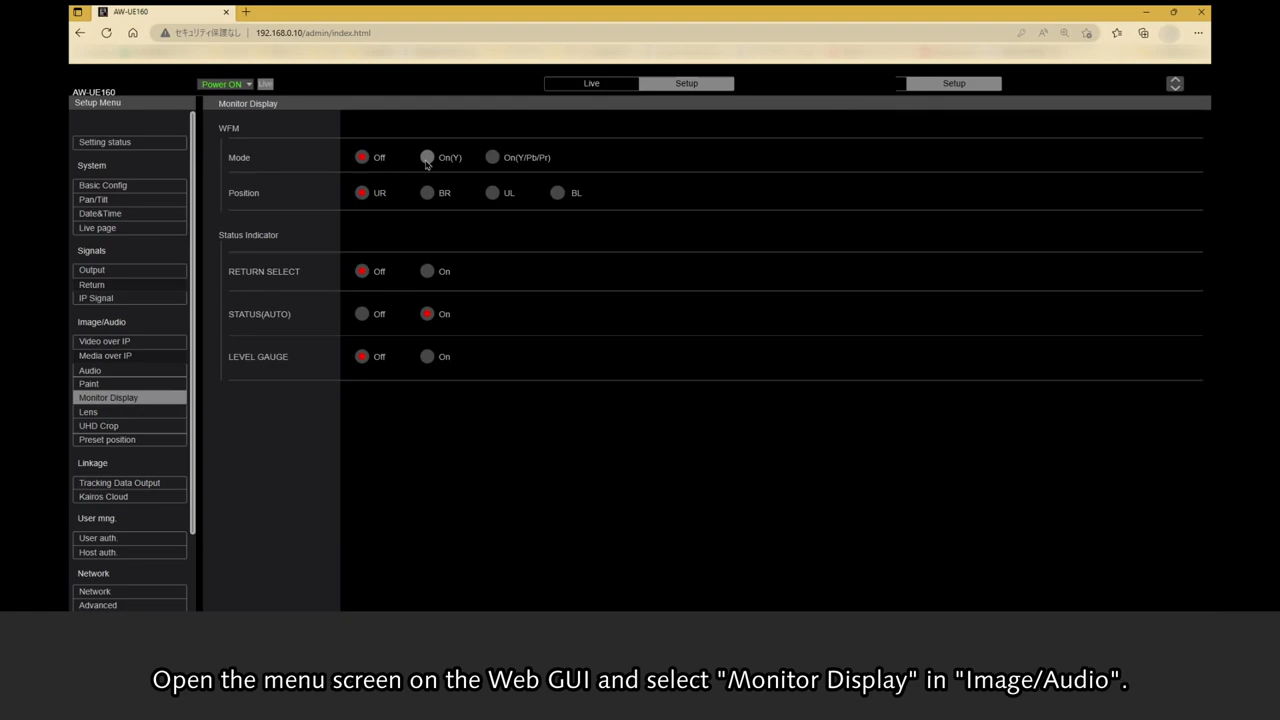 AW-UE160
セキュリティ保護なし 192.168.0.10/admin/index.html
Power ON Live Live Setup Setup
AW-UE160
Setup Menu
Monitor Display
Setting status
System
Basic Config
Pan/Tilt
Date&Time
Live page
Signals
Output
Return
IP Signal
Image/Audio
Video over IP
Media over IP
Audio
Paint
Monitor Display
Lens
UHD Crop
Preset position
Linkage
Tracking Data Output
Kairos Cloud
User mng.
User auth.
Host auth.
Network
Network
Advanced
WFM
Mode Off On(Y) On(Y/Pb/Pr)
Position UR BR UL BL
Status Indicator
RETURN SELECT Off On
STATUS(AUTO) Off On
LEVEL GAUGE Off On
Open the menu screen on the Web GUI and select "Monitor Display" in "Image/Audio".